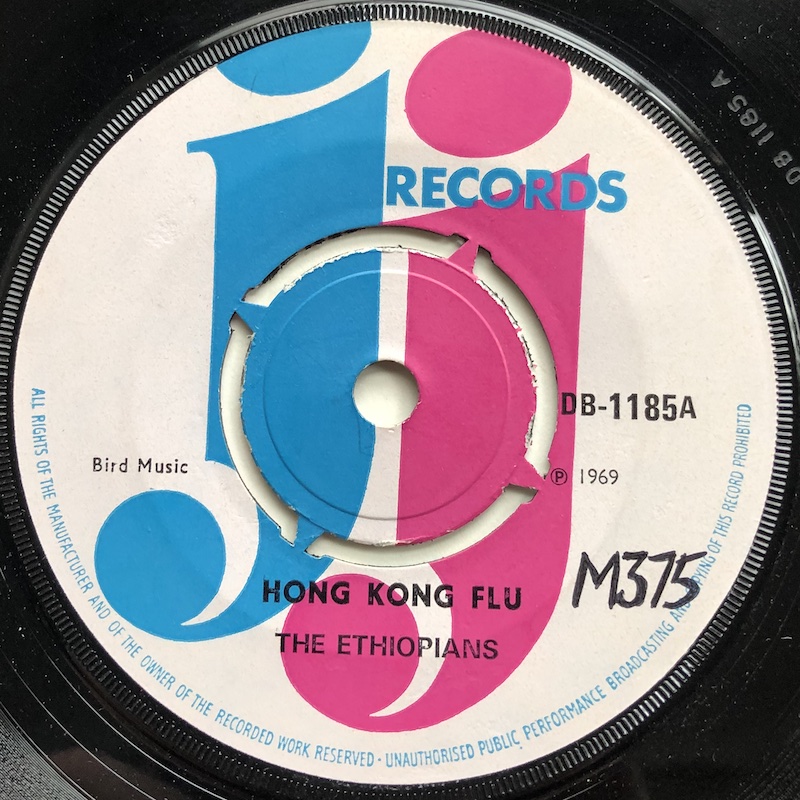 jj
RECORDS
DB 1185 A
DB-1185A
Bird Music
℗ 1969
HONG KONG FLU
M375
THE ETHIOPIANS
ALL RIGHTS OF THE MANUFACTURER AND OF THE OWNER OF THE RECORDED WORK RESERVED · UNAUTHORISED PUBLIC PERFORMANCE BROADCASTING AND COPYING OF THIS RECORD PROHIBITED